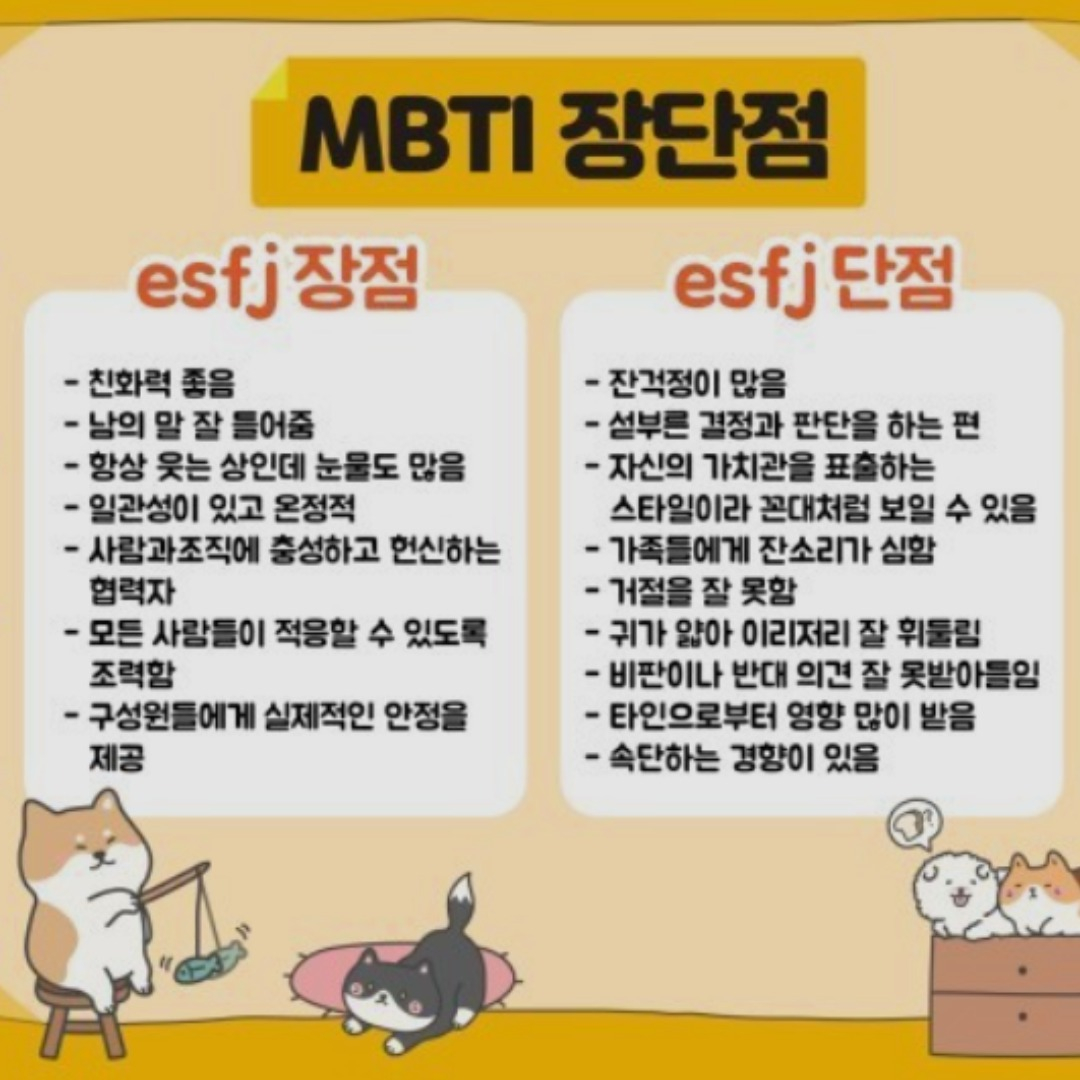 MBTI 장단점
esfj 장점
- 친화력 좋음
- 남의 말 잘 들어줌
- 항상 웃는 상인데 눈물도 많음
- 일관성이 있고 온정적
- 사람과조직에 충성하고 헌신하는
협력자
- 모든 사람들이 적응할 수 있도록
조력함
- 구성원들에게 실제적인 안정을
제공
esfj 단점
- 잔걱정이 많음
- 섣부른 결정과 판단을 하는 편
- 자신의 가치관을 표출하는
스타일이라 꼰대처럼 보일 수 있음
- 가족들에게 잔소리가 심함
- 거절을 잘 못함
- 귀가 얇아 이리저리 잘 휘둘림
- 비판이나 반대 의견 잘 못받아들임
- 타인으로부터 영향 많이 받음
- 속단하는 경향이 있음